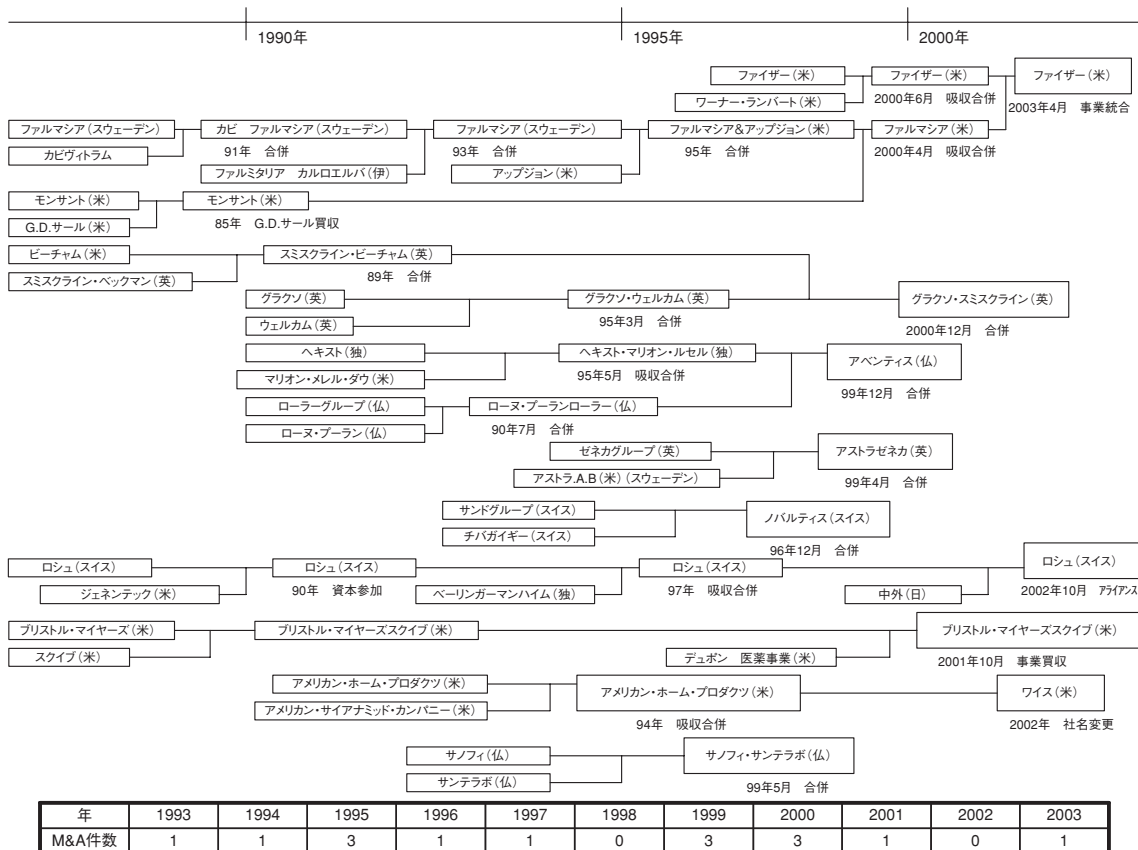 1990年 1995年 2000年
ファイザー(米) ファイザー(米) ファイザー(米)
ワーナー・ランバート(米) 2000年6月 吸収合併 2003年4月 事業統合
ファルマシア(スウェーデン) カビ ファルマシア(スウェーデン) ファルマシア(スウェーデン) ファルマシア&アップジョン(米) ファルマシア(米)
カビヴィトラム 91年 合併 93年 合併 95年 合併 2000年4月 吸収合併
ファルミタリア カルロエルバ(伊) アップジョン(米)
モンサント(米) モンサント(米)
G.D.サール(米) 85年 G.D.サール買収
ビーチャム(米) スミスクライン・ビーチャム(英)
スミスクライン・ベックマン(英) 89年 合併
グラクソ(英) グラクソ・ウェルカム(英) グラクソ・スミスクライン(英)
ウェルカム(英) 95年3月 合併 2000年12月 合併
ヘキスト(独) ヘキスト・マリオン・ルセル(独) アベンティス(仏)
マリオン・メレル・ダウ(米) 95年5月 吸収合併 99年12月 合併
ローラーグループ(仏) ローヌ・プーランローラー(仏)
ローヌ・プーラン(仏) 90年7月 合併
ゼネカグループ(英) アストラゼネカ(英)
アストラ.A.B(米)(スウェーデン) 99年4月 合併
サンドグループ(スイス) ノバルティス(スイス)
チバガイギー(スイス) 96年12月 合併
ロシュ(スイス) ロシュ(スイス) ロシュ(スイス) ロシュ(スイス)
ジェネンテック(米) 90年 資本参加 ベーリンガーマンハイム(独) 97年 吸収合併 中外(日) 2002年10月 アライアンス
ブリストル・マイヤーズ(米) ブリストル・マイヤーズスクイブ(米) ブリストル・マイヤーズスクイブ(米)
スクイブ(米) デュポン 医薬事業(米) 2001年10月 事業買収
アメリカン・ホーム・プロダクツ(米) アメリカン・ホーム・プロダクツ(米) ワイス(米)
アメリカン・サイアナミッド・カンパニー(米) 94年 吸収合併 2002年 社名変更
サノフィ(仏) サノフィ・サンテラボ(仏)
サンテラボ(仏) 99年5月 合併
年 1993 1994 1995 1996 1997 1998 1999 2000 2001 2002 2003
M&A件数 1 1 3 1 1 0 3 3 1 0 1